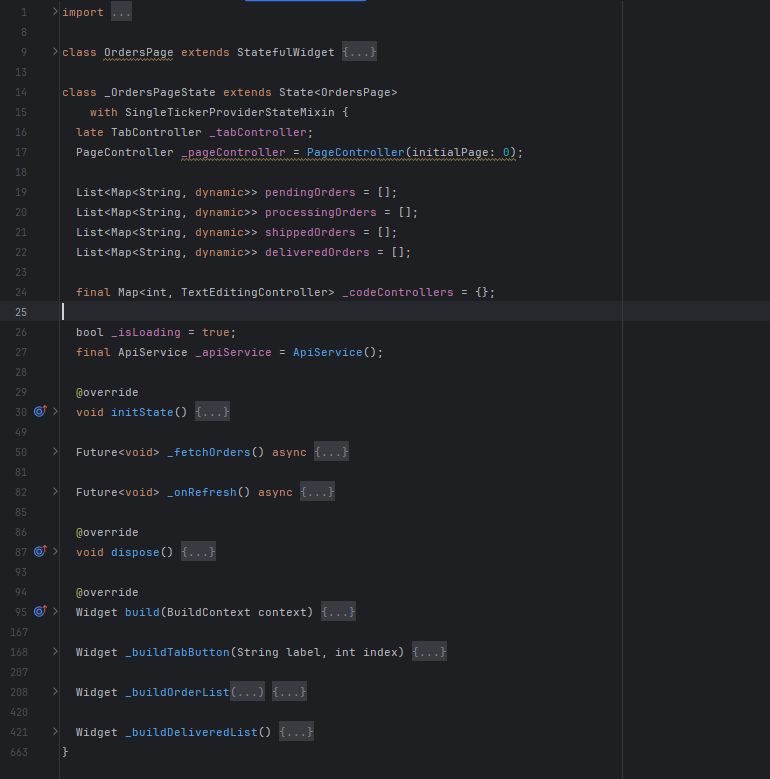 1 import ...
8
9 class OrdersPage extends StatefulWidget {...}
13
14 class _OrdersPageState extends State<OrdersPage>
15 with SingleTickerProviderStateMixin {
16 late TabController _tabController;
17 PageController _pageController = PageController(initialPage: 0);
18
19 List<Map<String, dynamic>> pendingOrders = [];
20 List<Map<String, dynamic>> processingOrders = [];
21 List<Map<String, dynamic>> shippedOrders = [];
22 List<Map<String, dynamic>> deliveredOrders = [];
23
24 final Map<int, TextEditingController> _codeControllers = {};
25
26 bool _isLoading = true;
27 final ApiService _apiService = ApiService();
28
29 @override
30 void initState() {...}
49
50 Future<void> _fetchOrders() async {...}
81
82 Future<void> _onRefresh() async {...}
85
86 @override
87 void dispose() {...}
93
94 @override
95 Widget build(BuildContext context) {...}
167
168 Widget _buildTabButton(String label, int index) {...}
207
208 Widget _buildOrderList(...) {...}
420
421 Widget _buildDeliveredList() {...}
663 }